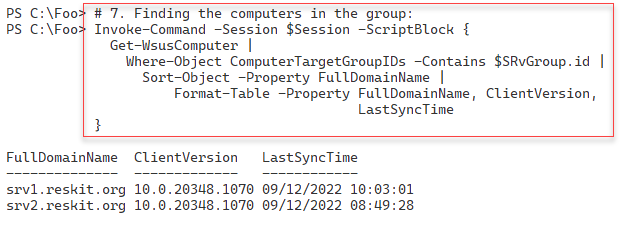 PS C:\Foo> # 7. Finding the computers in the group:
PS C:\Foo> Invoke-Command -Session $Session -ScriptBlock {
  Get-WsusComputer |
    Where-Object ComputerTargetGroupIDs -Contains $SRvGroup.id |
      Sort-Object -Property FullDomainName |
          Format-Table -Property FullDomainName, ClientVersion,
                                 LastSyncTime
}
FullDomainName  ClientVersion   LastSyncTime
--------------  -------------   ------------
srv1.reskit.org 10.0.20348.1070 09/12/2022 10:03:01
srv2.reskit.org 10.0.20348.1070 09/12/2022 08:49:28